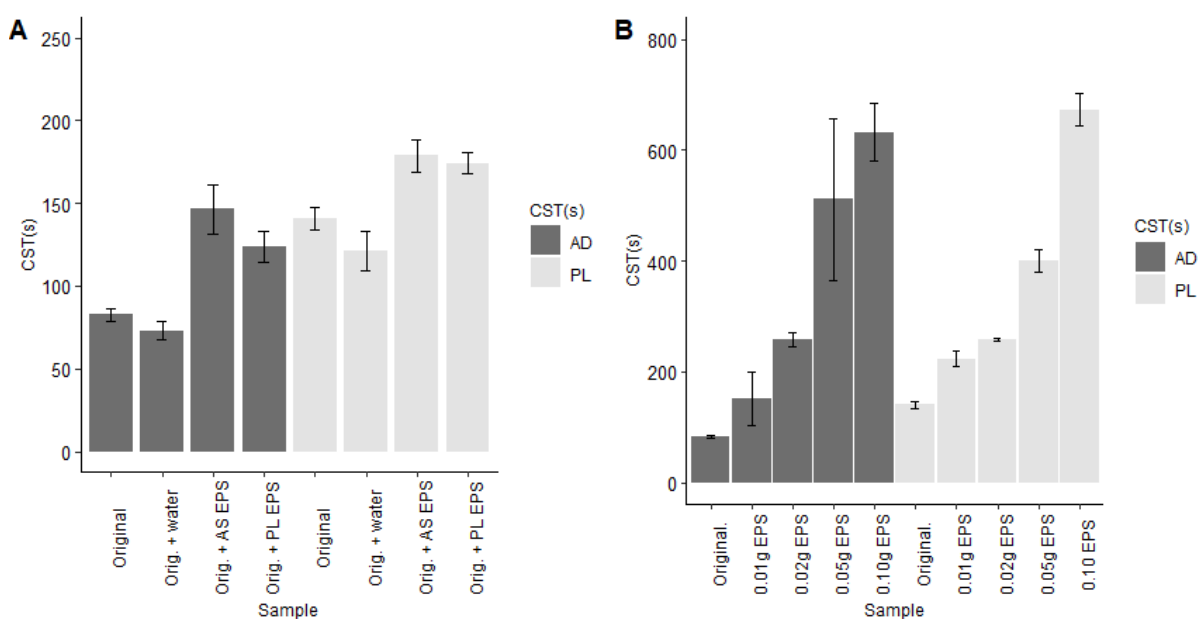 A
250
200
150
100
50
0
CST(s)
Original
Orig. + water
Orig. + AS EPS
Orig. + PL EPS
Original
Orig. + water
Orig. + AS EPS
Orig. + PL EPS
Sample
CST(s)
AD
PL
B
800
600
400
200
0
CST(s)
Original.
0.01g EPS
0.02g EPS
0.05g EPS
0.10g EPS
Original.
0.01g EPS
0.02g EPS
0.05g EPS
0.10 EPS
Sample
CST(s)
AD
PL